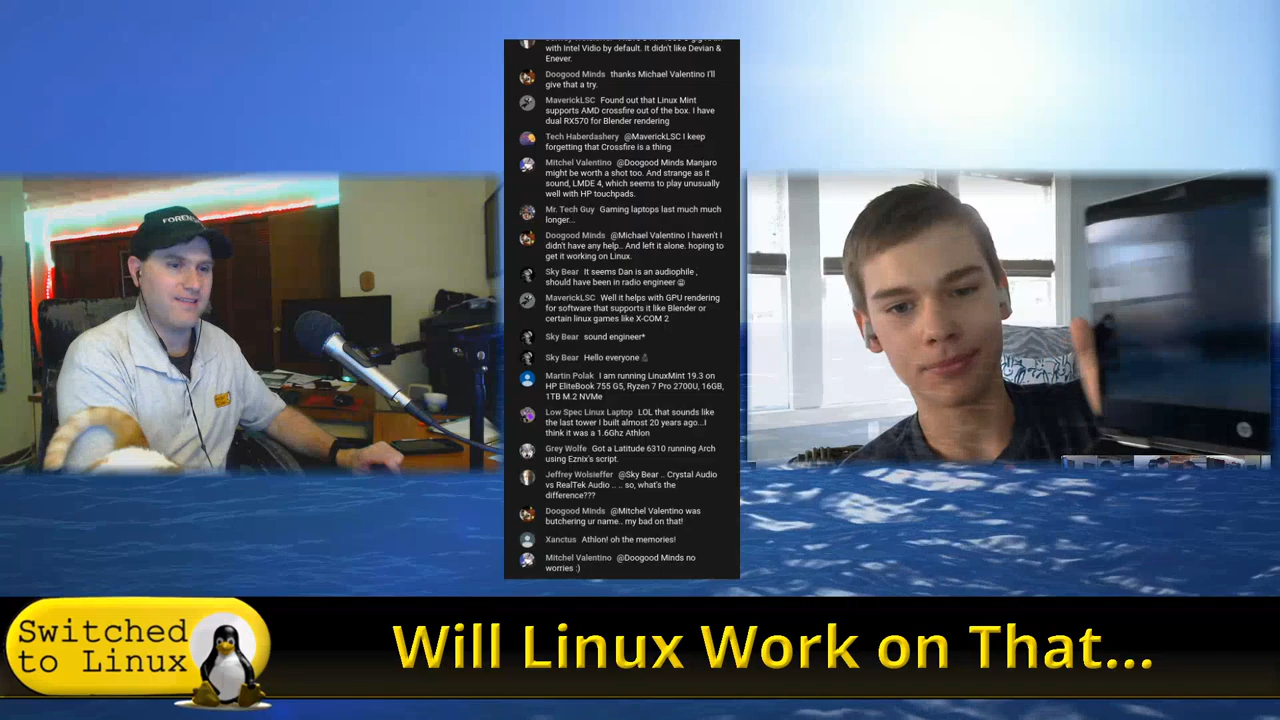 FOREN
with Intel Vidio by default. It didn't like Devian &
Enever.
Doogood Minds thanks Michael Valentino I'll
give that a try.
MaverickLSC Found out that Linux Mint
supports AMD crossfire out of the box. I have
dual RX570 for Blender rendering
Tech Haberdashery @MaverickLSC I keep
forgetting that Crossfire is a thing
Mitchel Valentino @Doogood Minds Manjaro
might be worth a shot too. And strange as it
sound, LMDE 4, which seems to play unusually
well with HP touchpads.
Mr. Tech Guy Gaming laptops last much much
longer...
Doogood Minds @Michael Valentino I haven't I
didn't have any help.. And left it alone. hoping to
get it working on Linux.
Sky Bear It seems Dan is an audiophile ,
should have been in radio engineer 😁
MaverickLSC Well it helps with GPU rendering
for software that supports it like Blender or
certain linux games like X-COM 2
Sky Bear sound engineer*
Sky Bear Hello everyone
Martin Polak I am running LinuxMint 19.3 on
HP EliteBook 755 G5, Ryzen 7 Pro 2700U, 16GB,
1TB M.2 NVMe
Low Spec Linux Laptop LOL that sounds like
the last tower I built almost 20 years ago...I
think it was a 1.6Ghz Athlon
Grey Wolfe Got a Latitude 6310 running Arch
using Eznix's script.
Jeffrey Wolsieffer @Sky Bear .. Crystal Audio
vs RealTek Audio .. .. so, what's the
difference???
Doogood Minds @Mitchel Valentino was
butchering ur name.. my bad on that!
Xanctus Athlon! oh the memories!
Mitchel Valentino @Doogood Minds no
worries :)
Switched
to Linux
Will Linux Work on That...